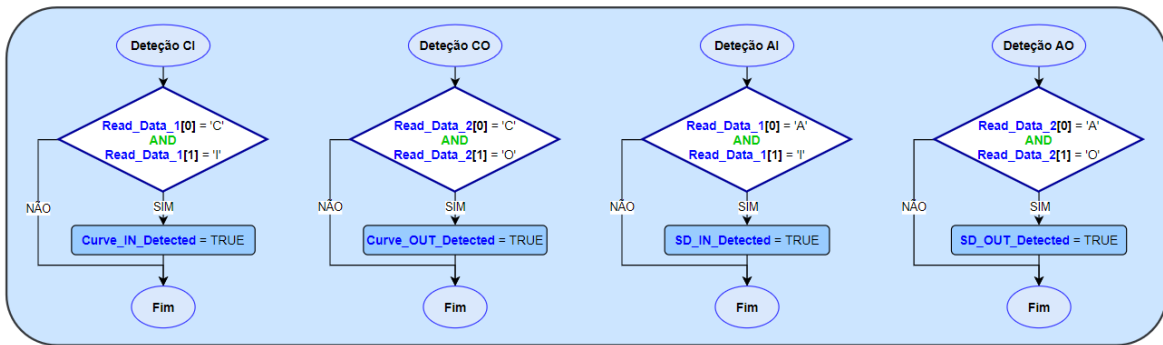 Deteção CI
Read_Data_1[0] = 'C'
AND
Read_Data_1[1] = 'I'
NÃO
SIM
Curve_IN_Detected = TRUE
Fim
Deteção CO
Read_Data_2[0] = 'C'
AND
Read_Data_2[1] = 'O'
NÃO
SIM
Curve_OUT_Detected = TRUE
Fim
Deteção AI
Read_Data_1[0] = 'A'
AND
Read_Data_1[1] = 'I'
NÃO
SIM
SD_IN_Detected = TRUE
Fim
Deteção AO
Read_Data_2[0] = 'A'
AND
Read_Data_2[1] = 'O'
NÃO
SIM
SD_OUT_Detected = TRUE
Fim